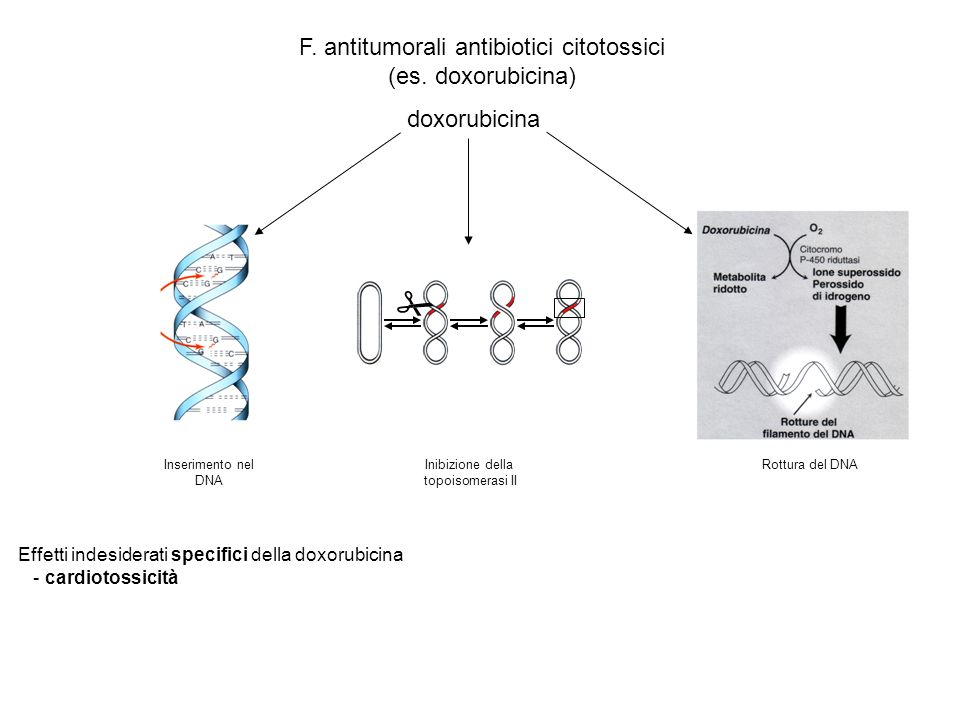 F. antitumorali antibiotici citotossici
(es. doxorubicina)
doxorubicina
A T
C G
C G
T A
C G
G C
Doxorubicina
O2
Citocromo
P-450 riduttasi
Metabolita
ridotto
Ione superossido
Perossido
di idrogeno
Rotture del
filamento del DNA
Inserimento nel
DNA
Inibizione della
topoisomerasi II
Rottura del DNA
Effetti indesiderati specifici della doxorubicina
- cardiotossicità